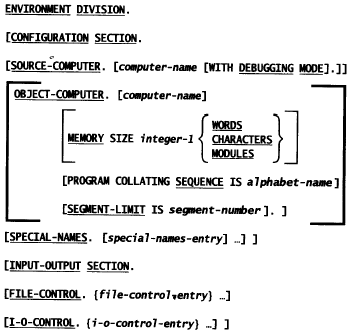 ENVIRONMENT DIVISION.
[CONFIGURATION SECTION.
[SOURCE-COMPUTER. [computer-name [WITH DEBUGGING MODE].]]
OBJECT-COMPUTER. [computer-name]
MEMORY SIZE integer-1
WORDS
CHARACTERS
MODULES
[PROGRAM COLLATING SEQUENCE IS alphabet-name]
[SEGMENT-LIMIT IS segment-number]. ]
[SPECIAL-NAMES. [special-names-entry] …] ]
[INPUT-OUTPUT SECTION.
[FILE-CONTROL. {file-control-entry} …]
[I-O-CONTROL. {i-o-control-entry} …] ]